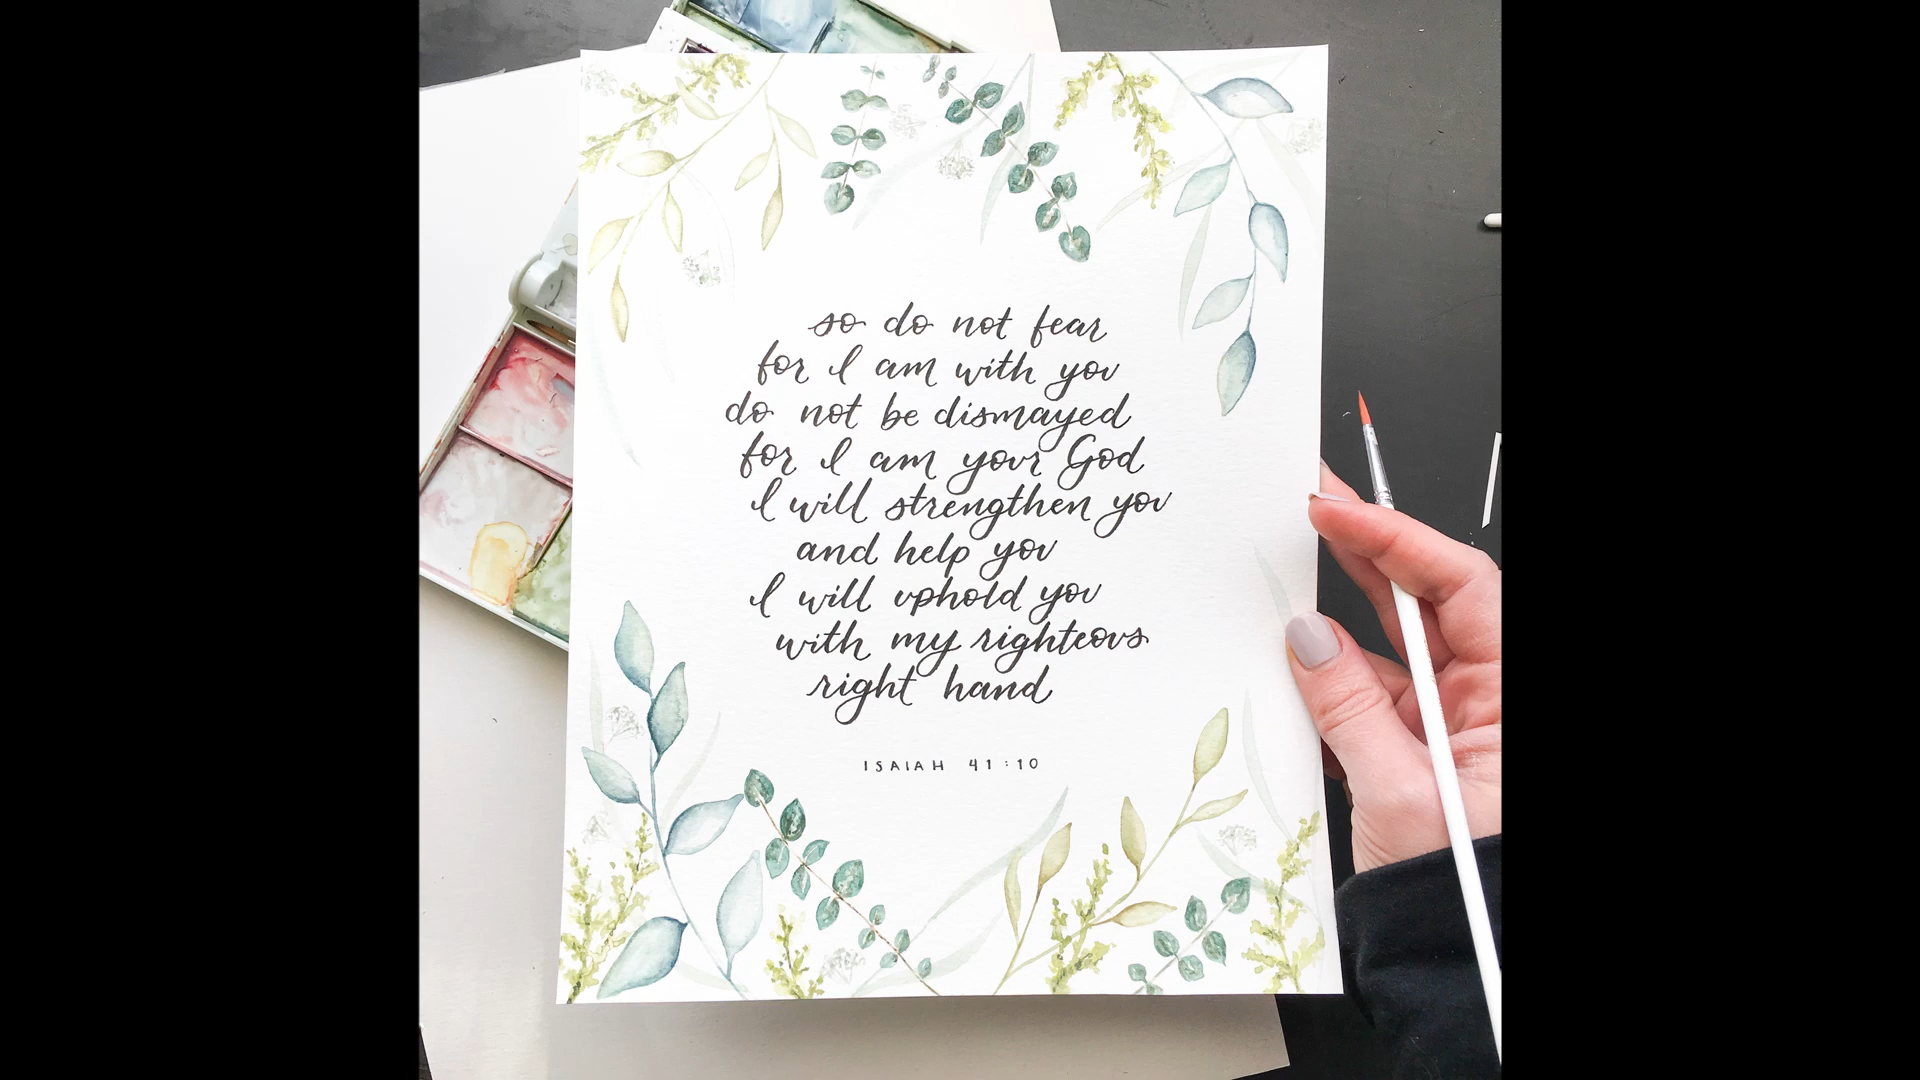 so do not fear
for I am with you
do not be dismayed
for I am your God
I will strengthen you
and help you
I will uphold you
with my righteous
right hand
ISAIAH 41:10